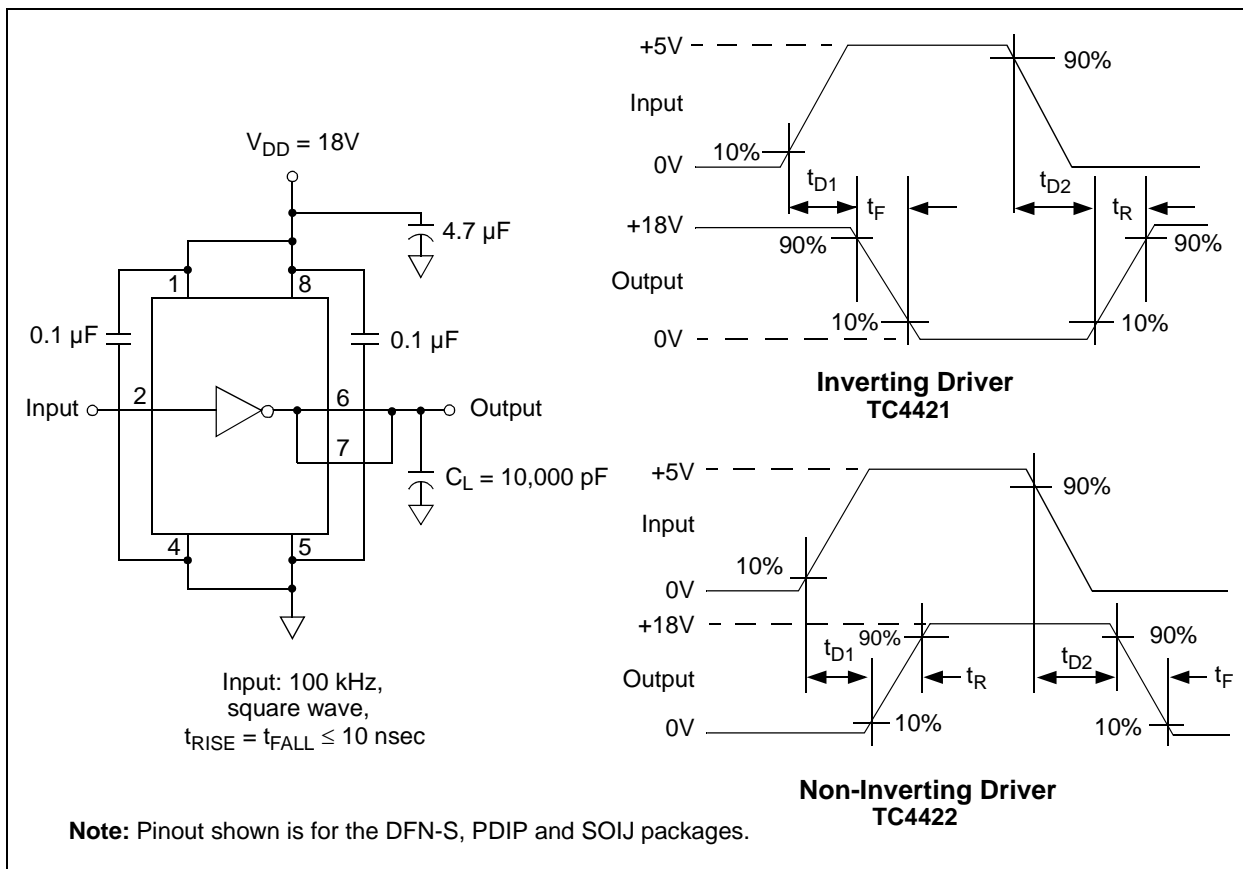 V_DD = 18V
4.7 µF
1
8
0.1 µF
0.1 µF
Input
2
6
Output
7
C_L = 10,000 pF
4
5
Input: 100 kHz,
square wave,
t_RISE = t_FALL ≤ 10 nsec
+5V
90%
Input
10%
0V
t_D1
t_F
t_D2
t_R
+18V
90%
90%
Output
10%
10%
0V
Inverting Driver
TC4421
+5V
90%
Input
10%
0V
+18V
90%
90%
t_D1
t_D2
Output
t_R
t_F
10%
10%
0V
Non-Inverting Driver
TC4422
Note: Pinout shown is for the DFN-S, PDIP and SOIJ packages.